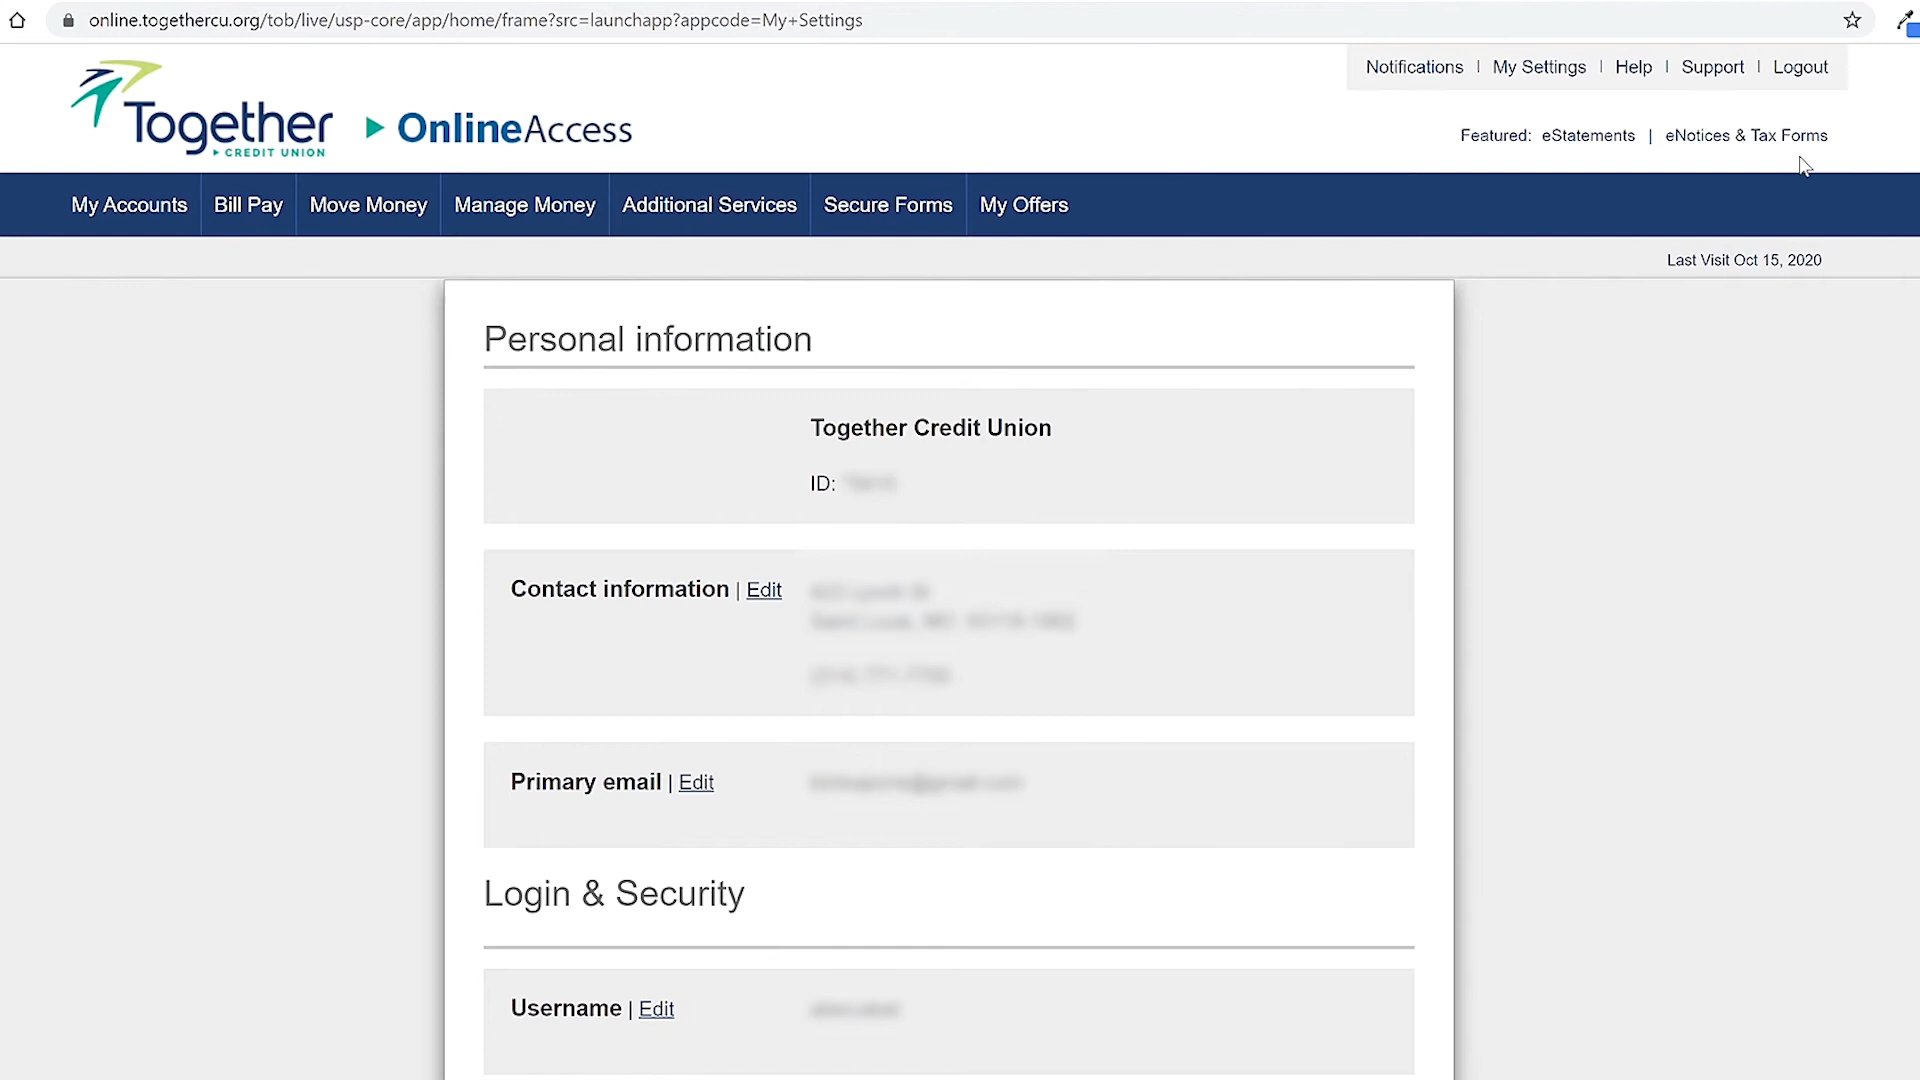 online.togethercu.org/tob/live/usp-core/app/home/frame?src=launchapp?appcode=My+Settings
Notifications | My Settings | Help | Support | Logout
Together
CREDIT UNION
OnlineAccess
Featured: eStatements | eNotices & Tax Forms
My Accounts Bill Pay Move Money Manage Money Additional Services Secure Forms My Offers
Last Visit Oct 15, 2020
Personal information
Together Credit Union
ID:
Contact information | Edit
Primary email | Edit
Login & Security
Username | Edit